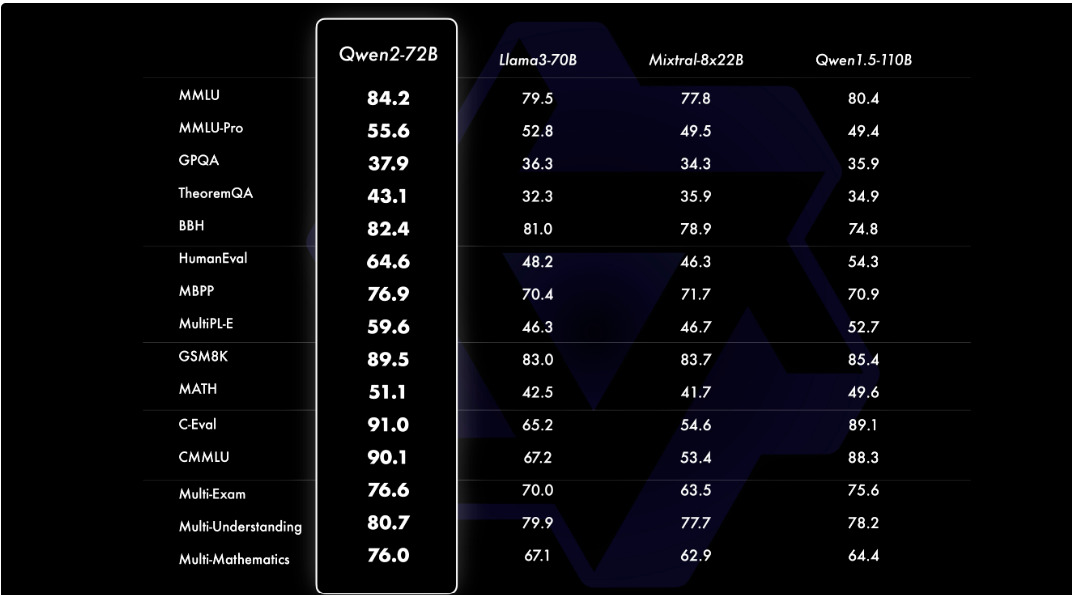 Qwen2-72B Llama3-70B Mixtral-8x22B Qwen1.5-110B
MMLU 84.2 79.5 77.8 80.4
MMLU-Pro 55.6 52.8 49.5 49.4
GPQA 37.9 36.3 34.3 35.9
TheoremQA 43.1 32.3 35.9 34.9
BBH 82.4 81.0 78.9 74.8
HumanEval 64.6 48.2 46.3 54.3
MBPP 76.9 70.4 71.7 70.9
MultiPL-E 59.6 46.3 46.7 52.7
GSM8K 89.5 83.0 83.7 85.4
MATH 51.1 42.5 41.7 49.6
C-Eval 91.0 65.2 54.6 89.1
CMMLU 90.1 67.2 53.4 88.3
Multi-Exam 76.6 70.0 63.5 75.6
Multi-Understanding 80.7 79.9 77.7 78.2
Multi-Mathematics 76.0 67.1 62.9 64.4